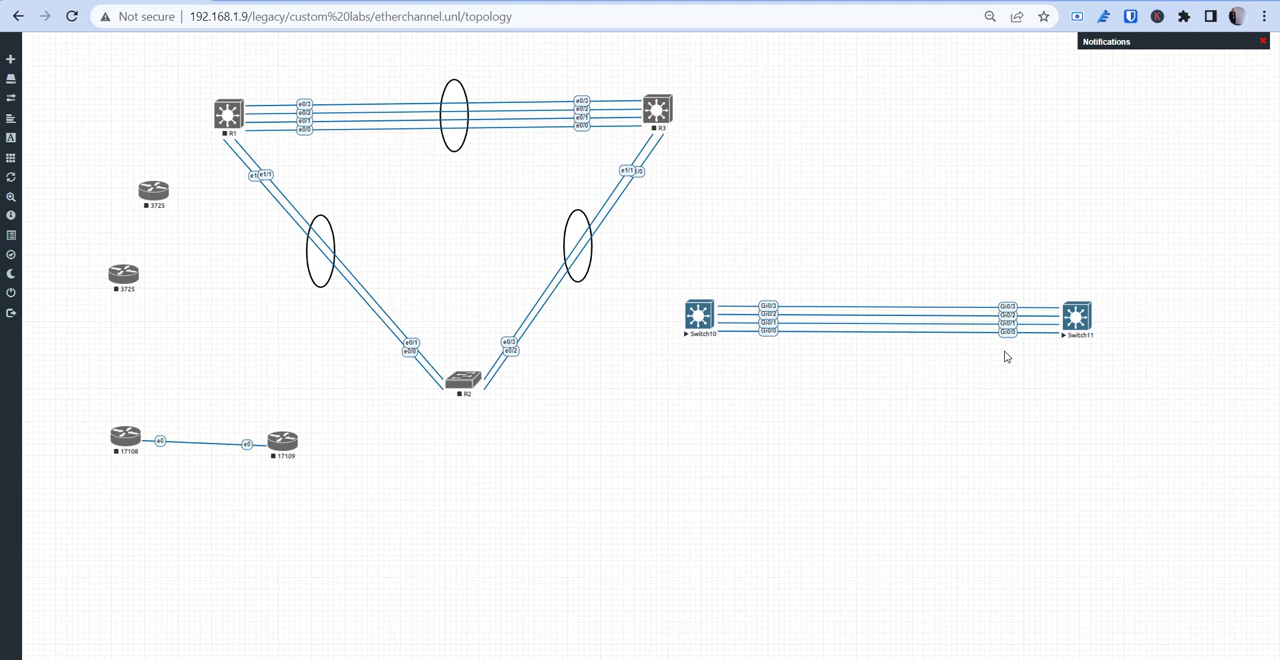 Not secure 192.168.1.9/legacy/custom%20labs/etherchannel.unl/topology
Notifications
e0/3 e0/3
e0/2 e0/2
e0/1 e0/1
e0/0 e0/0
R1 R3
e1/1 e1/1
3725
3725
Gi0/3 Gi0/3
Gi0/2 Gi0/2
Gi0/1 Gi0/1
Gi0/0 Gi0/0
Switch10 Switch11
e0/1 e0/3
e0/0 e0/2
R2
e0 e0
17108 17109